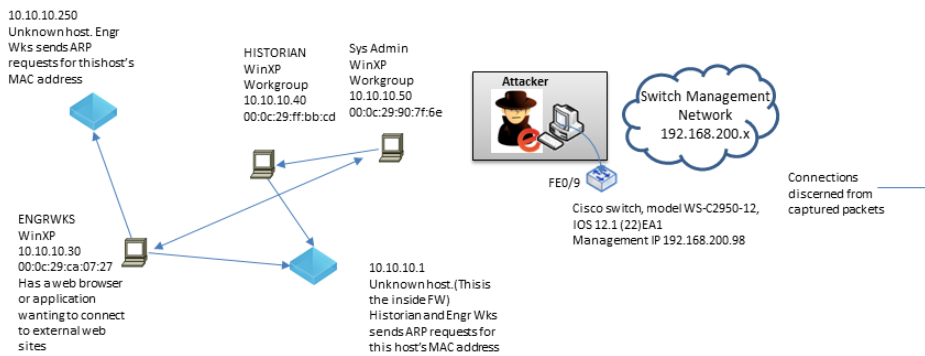 10.10.10.250
Unknown host. Engr
Wks sends ARP
requests for this host's
MAC address
HISTORIAN
WinXP
Workgroup
10.10.10.40
00:0c:29:ff:bb:cd
Sys Admin
WinXP
Workgroup
10.10.10.50
00:0c:29:90:7f:6e
Attacker
Switch Management
Network
192.168.200.x
FE0/9
Cisco switch, model WS-C2950-12,
IOS 12.1 (22)EA1
Management IP 192.168.200.98
Connections
discerned from
captured packets
ENGRWKS
WinXP
10.10.10.30
00:0c:29:ca:07:27
Has a web browser
or application
wanting to connect
to external web
sites
10.10.10.1
Unknown host.(This is
the inside FW)
Historian and Engr Wks
sends ARP requests for
this host's MAC address